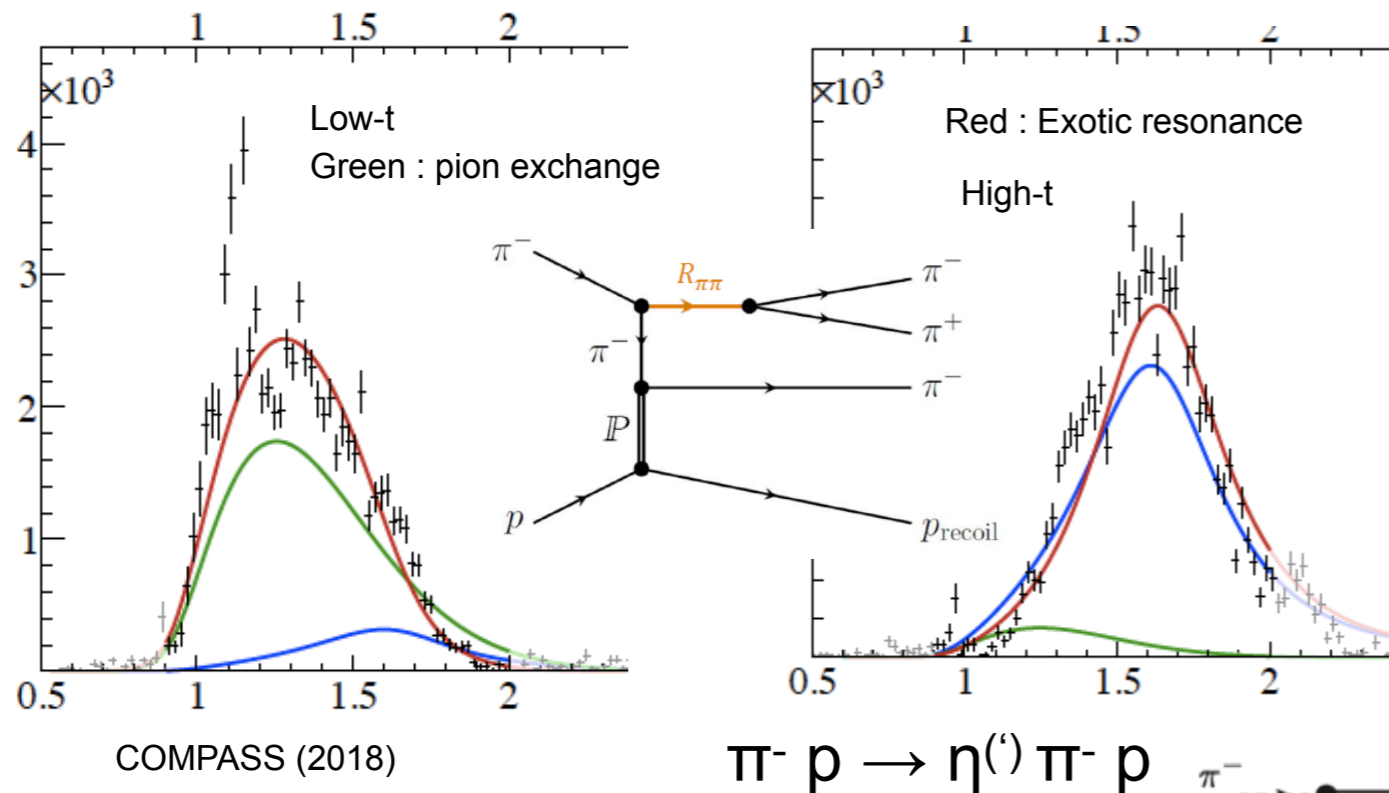 1 1.5 2
1 1.5 2
×10³
×10³
Low-t
Green : pion exchange
Red : Exotic resonance
High-t
4
3
2
1
π⁻
R_ππ
π⁻
π⁺
π⁻
π⁻
ℙ
p
p_recoil
0.5 1 1.5 2
0.5 1 1.5 2
COMPASS (2018)
π⁻ p → η⁽‘⁾ π⁻ p
π⁻